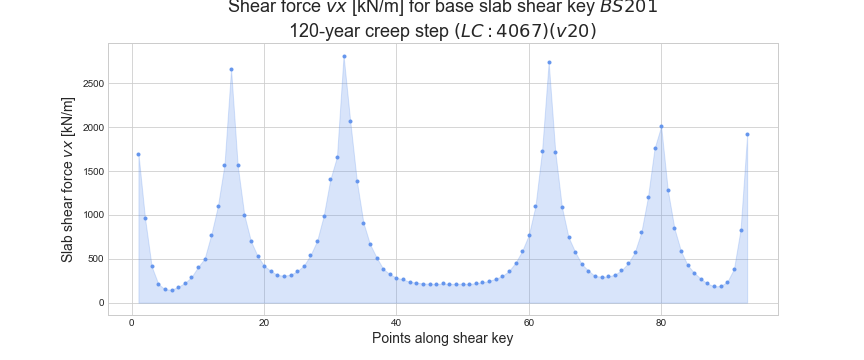 Shear force vx [kN/m] for base slab shear key BS201
120-year creep step (LC : 4067)(v20)
Slab shear force vx [kN/m]
2500
2000
1500
1000
500
0
0 20 40 60 80
Points along shear key